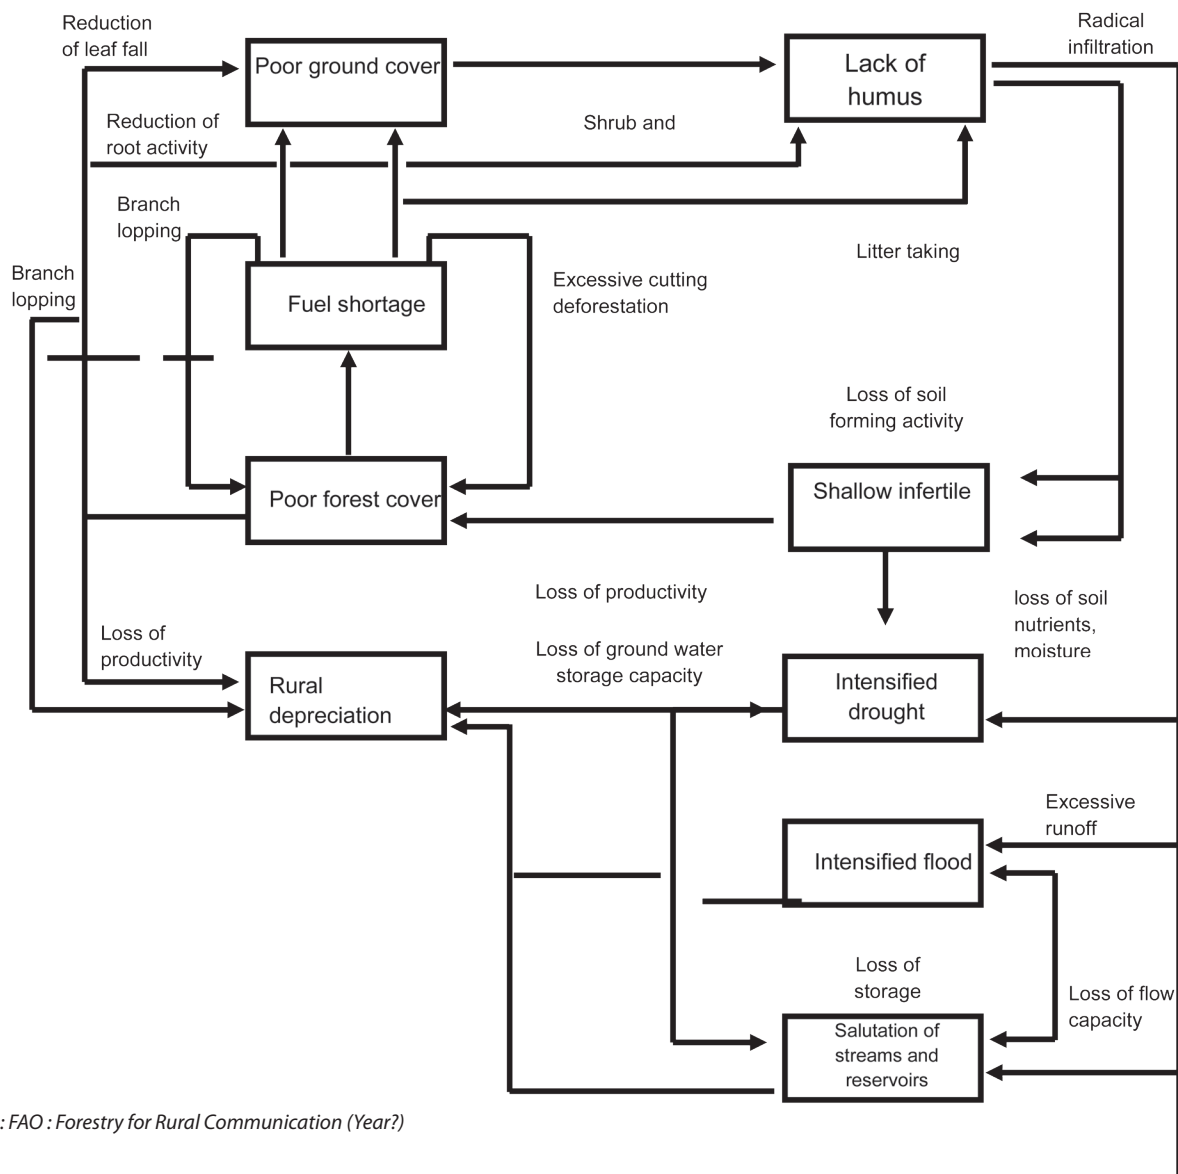 Reduction
of leaf fall
Radical
infiltration
Poor ground cover
Lack of
humus
Reduction of
root activity
Shrub and
Branch
lopping
Litter taking
Branch
lopping
Excessive cutting
deforestation
Fuel shortage
Loss of soil
forming activity
Poor forest cover
Shallow infertile
Loss of productivity
loss of soil
nutrients,
moisture
Loss of
productivity
Loss of ground water
storage capacity
Rural
depreciation
Intensified
drought
Excessive
runoff
Intensified flood
Loss of
storage
Loss of flow
capacity
Salutation of
streams and
reservoirs
: FAO : Forestry for Rural Communication (Year?)